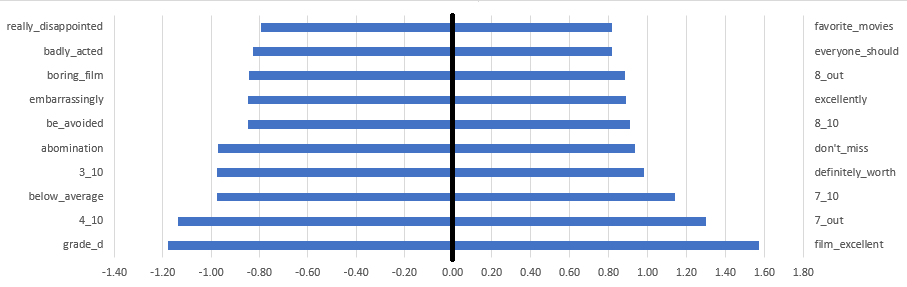 really_disappointed favorite_movies
badly_acted everyone_should
boring_film 8_out
embarrassingly excellently
be_avoided 8_10
abomination don't_miss
3_10 definitely_worth
below_average 7_10
4_10 7_out
grade_d film_excellent
-1.40 -1.20 -1.00 -0.80 -0.60 -0.40 -0.20 0.00 0.20 0.40 0.60 0.80 1.00 1.20 1.40 1.60 1.80